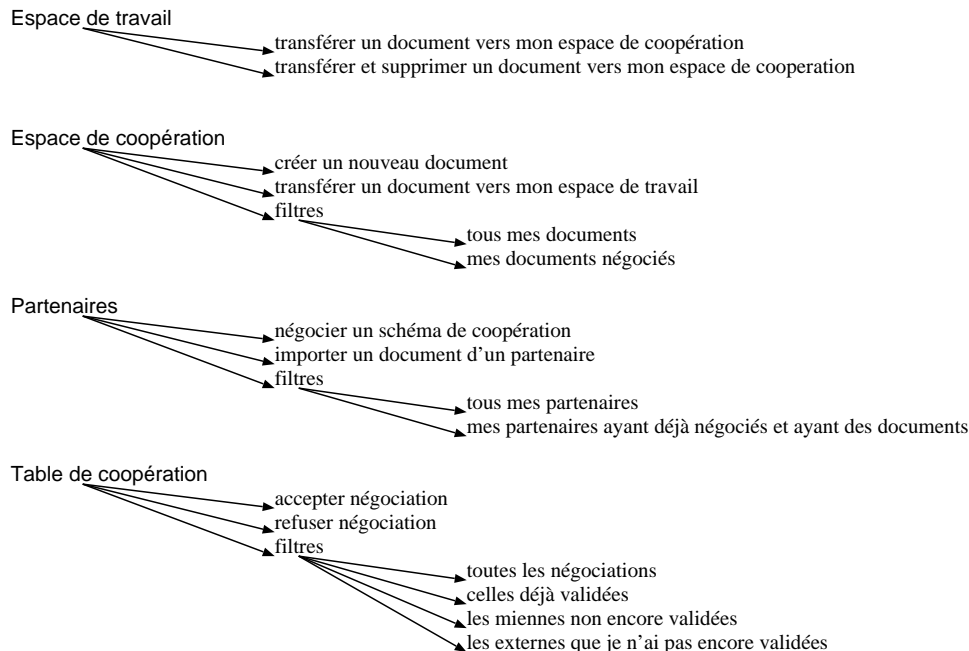 Espace de travail
transférer un document vers mon espace de coopération
transférer et supprimer un document vers mon espace de cooperation
Espace de coopération
créer un nouveau document
transférer un document vers mon espace de travail
filtres
tous mes documents
mes documents négociés
Partenaires
négocier un schéma de coopération
importer un document d'un partenaire
filtres
tous mes partenaires
mes partenaires ayant déjà négociés et ayant des documents
Table de coopération
accepter négociation
refuser négociation
filtres
toutes les négociations
celles déjà validées
les miennes non encore validées
les externes que je n'ai pas encore validées